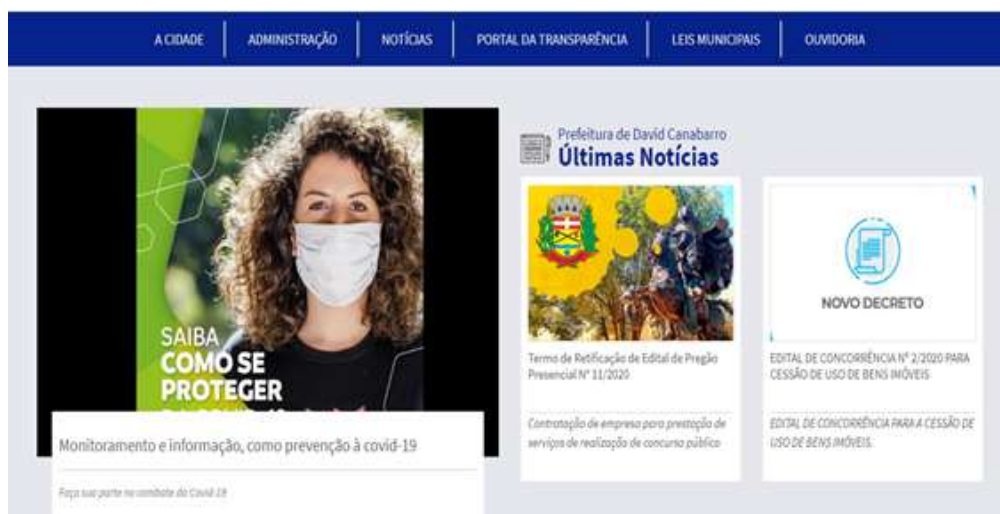 A CIDADE
ADMINISTRAÇÃO
NOTÍCIAS
PORTAL DA TRANSPARÊNCIA
LEIS MUNICIPAIS
OUVIDORIA
SAIBA
COMO SE
PROTEGER
Monitoramento e informação, como prevenção à covid-19
Faça sua parte no combate da Covid-19
Prefeitura de David Canabarro
Últimas Notícias
Termo de Retificação de Edital de Pregão
Presencial Nº 11/2020
Contratação de empresa para prestação de
serviços de realização de concurso público
NOVO DECRETO
EDITAL DE CONCORRÊNCIA Nº 2/2020 PARA
CESSÃO DE USO DE BENS IMÓVEIS
EDITAL DE CONCORRÊNCIA PARA A CESSÃO DE
USO DE BENS IMÓVEIS.